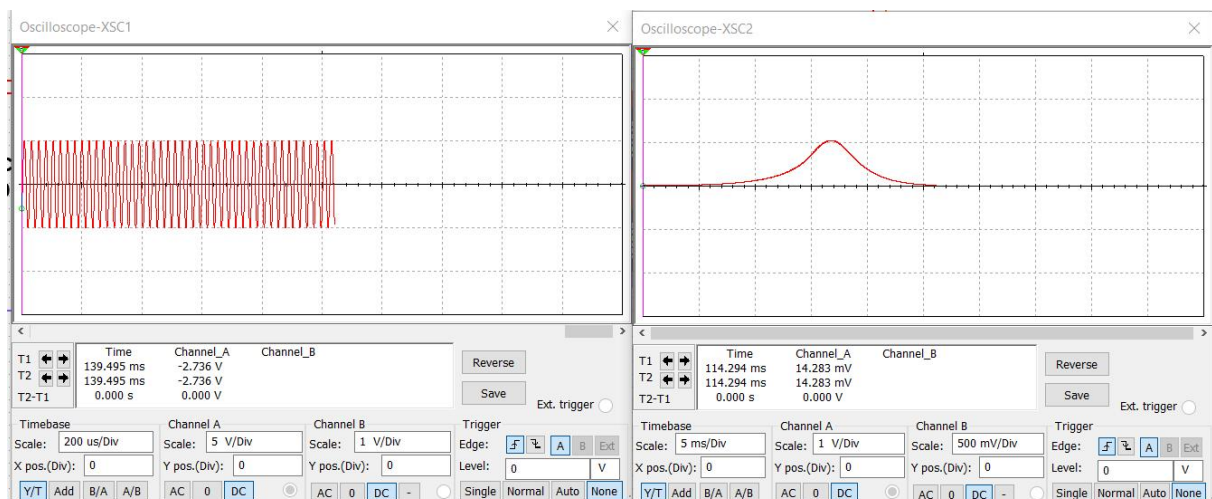 Oscilloscope-XSC1
T1
T2
T2-T1
Time Channel_A Channel_B
139.495 ms -2.736 V
139.495 ms -2.736 V
0.000 s 0.000 V
Reverse
Save
Ext. trigger
Timebase
Scale: 200 us/Div
X pos.(Div): 0
Y/T Add B/A A/B
Channel A
Scale: 5 V/Div
Y pos.(Div): 0
AC 0 DC
Channel B
Scale: 1 V/Div
Y pos.(Div): 0
AC 0 DC -
Trigger
Edge: A B Ext
Level: 0 V
Single Normal Auto None
Oscilloscope-XSC2
T1
T2
T2-T1
Time Channel_A Channel_B
114.294 ms 14.283 mV
114.294 ms 14.283 mV
0.000 s 0.000 V
Reverse
Save
Ext. trigger
Timebase
Scale: 5 ms/Div
X pos.(Div): 0
Y/T Add B/A A/B
Channel A
Scale: 1 V/Div
Y pos.(Div): 0
AC 0 DC
Channel B
Scale: 500 mV/Div
Y pos.(Div): 0
AC 0 DC -
Trigger
Edge: A B Ext
Level: 0 V
Single Normal Auto None